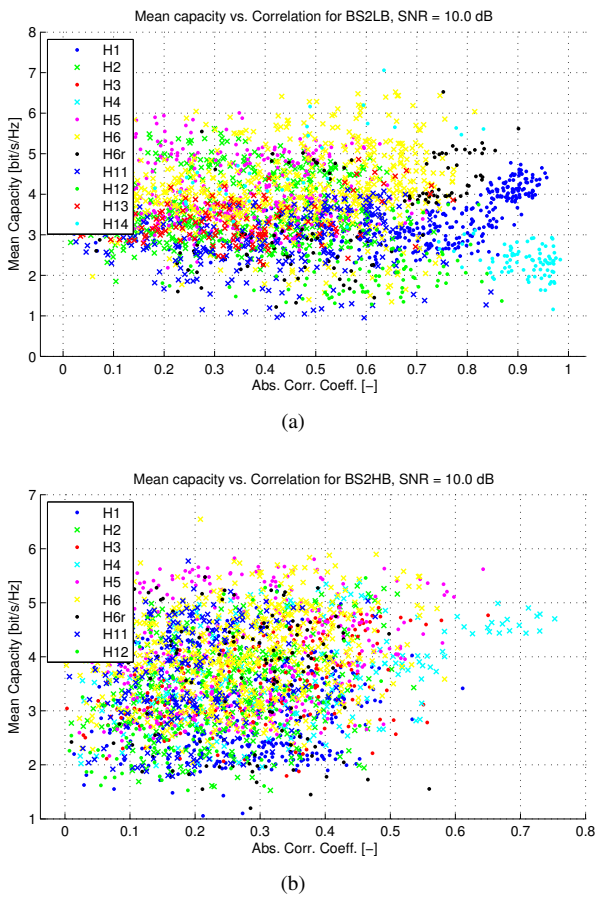 Mean capacity vs. Correlation for BS2LB, SNR = 10.0 dB
8
7
6
5
4
3
2
1
0
Mean Capacity [bit/s/Hz]
H1
H2
H3
H4
H5
H6
H6r
H11
H12
H13
H14
0 0.1 0.2 0.3 0.4 0.5 0.6 0.7 0.8 0.9 1
Abs. Corr. Coeff. [−]
(a)
Mean capacity vs. Correlation for BS2HB, SNR = 10.0 dB
7
6
5
4
3
2
1
Mean Capacity [bit/s/Hz]
H1
H2
H3
H4
H5
H6
H6r
H11
H12
0 0.1 0.2 0.3 0.4 0.5 0.6 0.7 0.8
Abs. Corr. Coeff. [−]
(b)